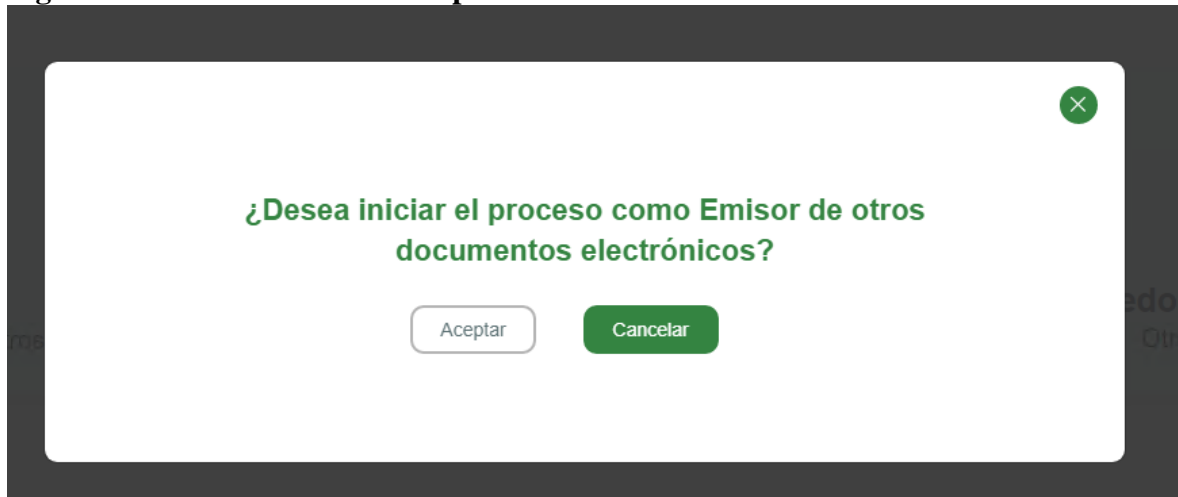 ¿Desea iniciar el proceso como Emisor de otros
documentos electrónicos?
Aceptar
Cancelar